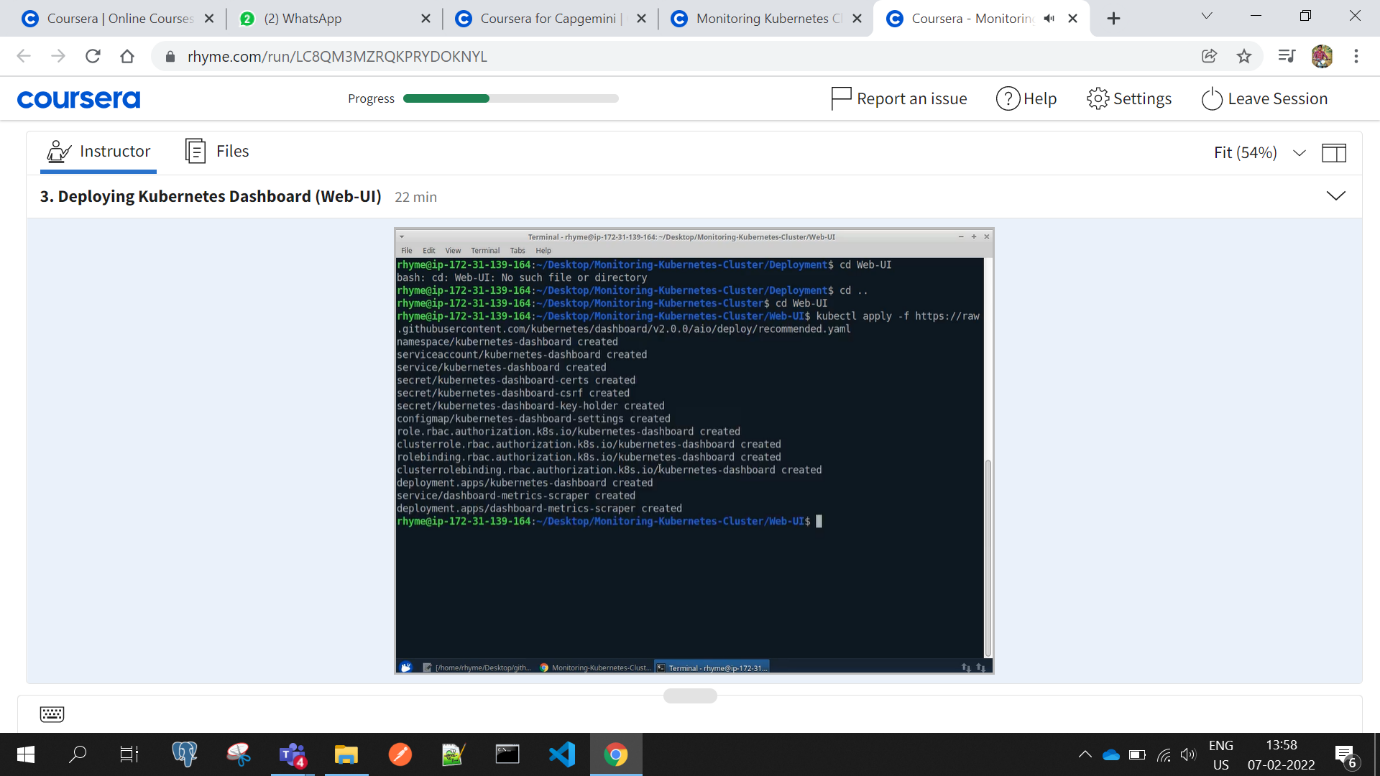 Coursera | Online Courses
(2) WhatsApp
Coursera for Capgemini |
Monitoring Kubernetes C
Coursera - Monitorin
rhyme.com/run/LC8QM3MZRQKPRYDOKNYL
coursera
Progress
Report an issue
Help
Settings
Leave Session
Instructor
Files
Fit (54%)
3. Deploying Kubernetes Dashboard (Web-UI) 22 min
Terminal - rhyme@ip-172-31-139-164: ~/Desktop/Monitoring-Kubernetes-Cluster/Web-UI
File Edit View Terminal Tabs Help
rhyme@ip-172-31-139-164:~/Desktop/Monitoring-Kubernetes-Cluster/Deployment$ cd Web-UI
bash: cd: Web-UI: No such file or directory
rhyme@ip-172-31-139-164:~/Desktop/Monitoring-Kubernetes-Cluster/Deployment$ cd ..
rhyme@ip-172-31-139-164:~/Desktop/Monitoring-Kubernetes-Cluster$ cd Web-UI
rhyme@ip-172-31-139-164:~/Desktop/Monitoring-Kubernetes-Cluster/Web-UI$ kubectl apply -f https://raw
.githubusercontent.com/kubernetes/dashboard/v2.0.0/aio/deploy/recommended.yaml
namespace/kubernetes-dashboard created
serviceaccount/kubernetes-dashboard created
service/kubernetes-dashboard created
secret/kubernetes-dashboard-certs created
secret/kubernetes-dashboard-csrf created
secret/kubernetes-dashboard-key-holder created
configmap/kubernetes-dashboard-settings created
role.rbac.authorization.k8s.io/kubernetes-dashboard created
clusterrole.rbac.authorization.k8s.io/kubernetes-dashboard created
rolebinding.rbac.authorization.k8s.io/kubernetes-dashboard created
clusterrolebinding.rbac.authorization.k8s.io/kubernetes-dashboard created
deployment.apps/kubernetes-dashboard created
service/dashboard-metrics-scraper created
deployment.apps/dashboard-metrics-scraper created
rhyme@ip-172-31-139-164:~/Desktop/Monitoring-Kubernetes-Cluster/Web-UI$
[/home/rhyme/Desktop/gith...
Monitoring-Kubernetes-Clust...
Terminal - rhyme@ip-172-31...
4
ENG
US
13:58
07-02-2022
6